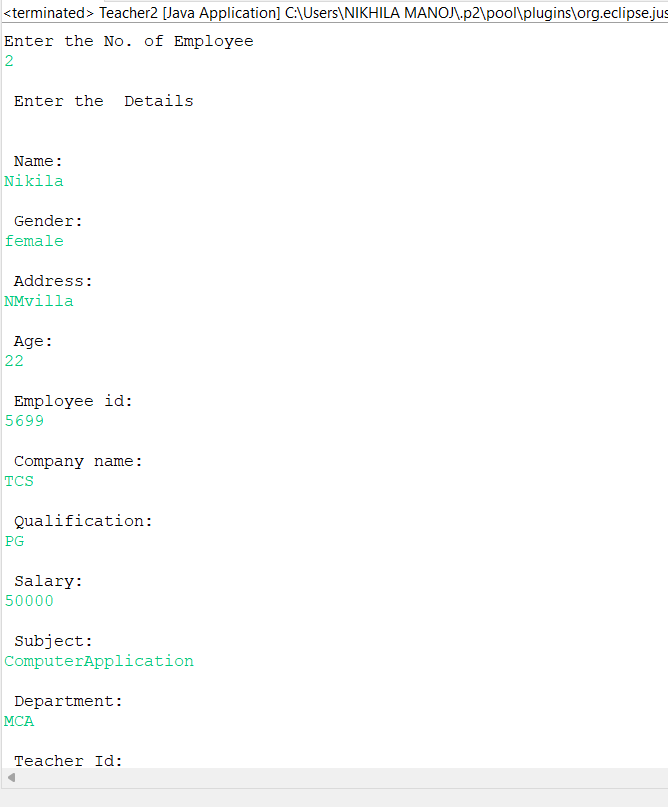 <terminated> Teacher2 [Java Application] C:\Users\NIKHILA MANOJ\.p2\pool\plugins\org.eclipse.jus
Enter the No. of Employee
2
Enter the  Details
Name:
Nikila
Gender:
female
Address:
NMvilla
Age:
22
Employee id:
5699
Company name:
TCS
Qualification:
PG
Salary:
50000
Subject:
ComputerApplication
Department:
MCA
Teacher Id: